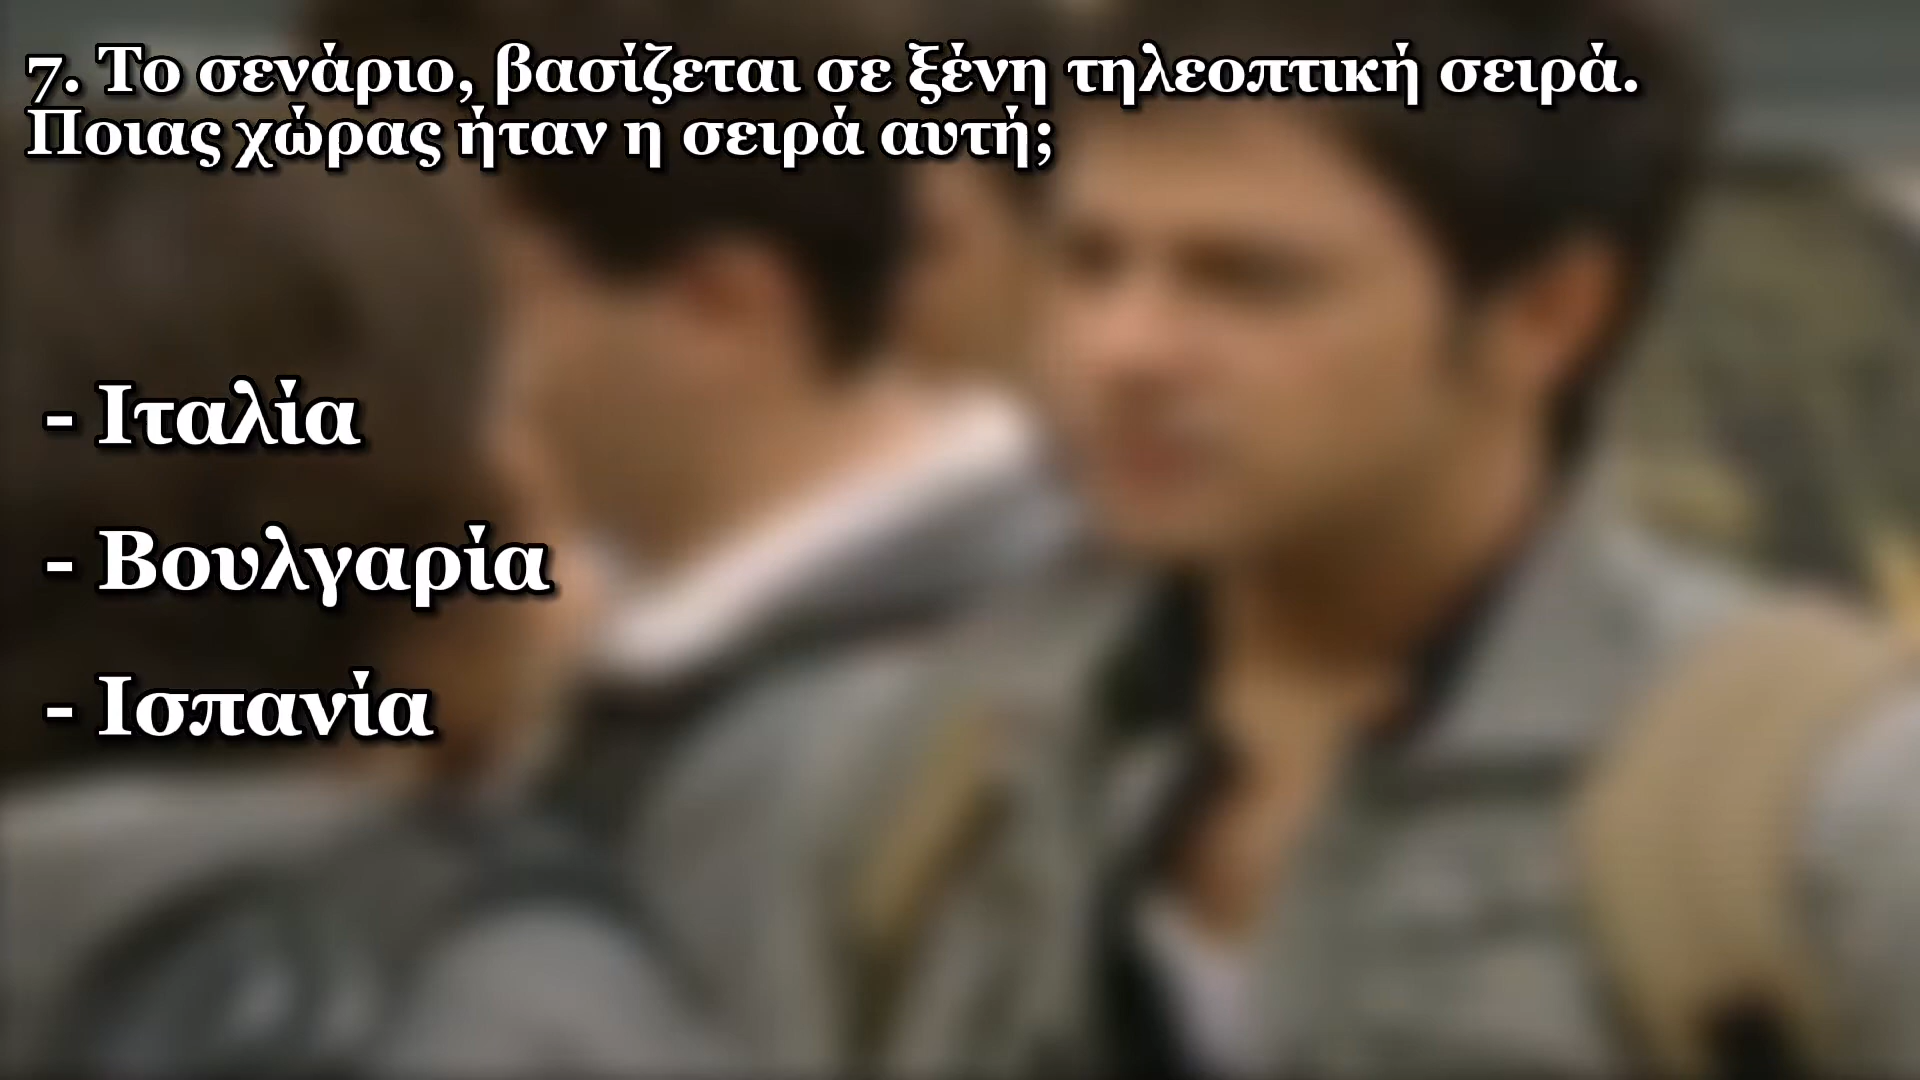 7. Το σενάριο, βασίζεται σε ξένη τηλεοπτική σειρά.
Ποιας χώρας ήταν η σειρά αυτή;
- Ιταλία
- Βουλγαρία
- Ισπανία